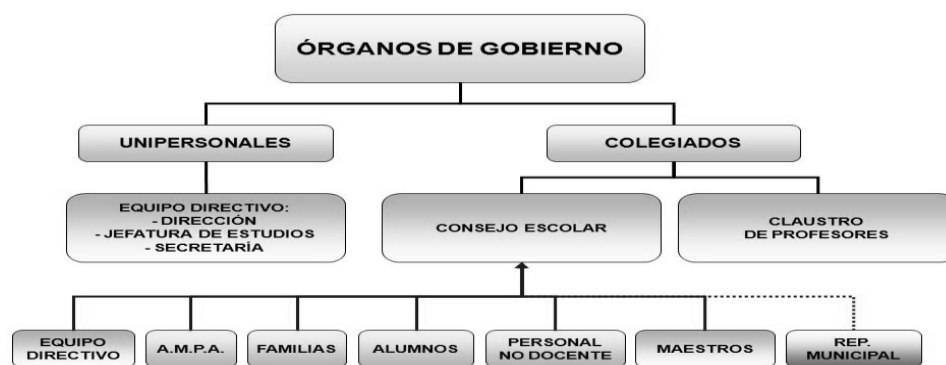 ÓRGANOS DE GOBIERNO
UNIPERSONALES
COLEGIADOS
EQUIPO DIRECTIVO:
- DIRECCIÓN
- JEFATURA DE ESTUDIOS
- SECRETARÍA
CONSEJO ESCOLAR
CLAUSTRO
DE PROFESORES
EQUIPO
DIRECTIVO
A.M.P.A.
FAMILIAS
ALUMNOS
PERSONAL
NO DOCENTE
MAESTROS
REP.
MUNICIPAL